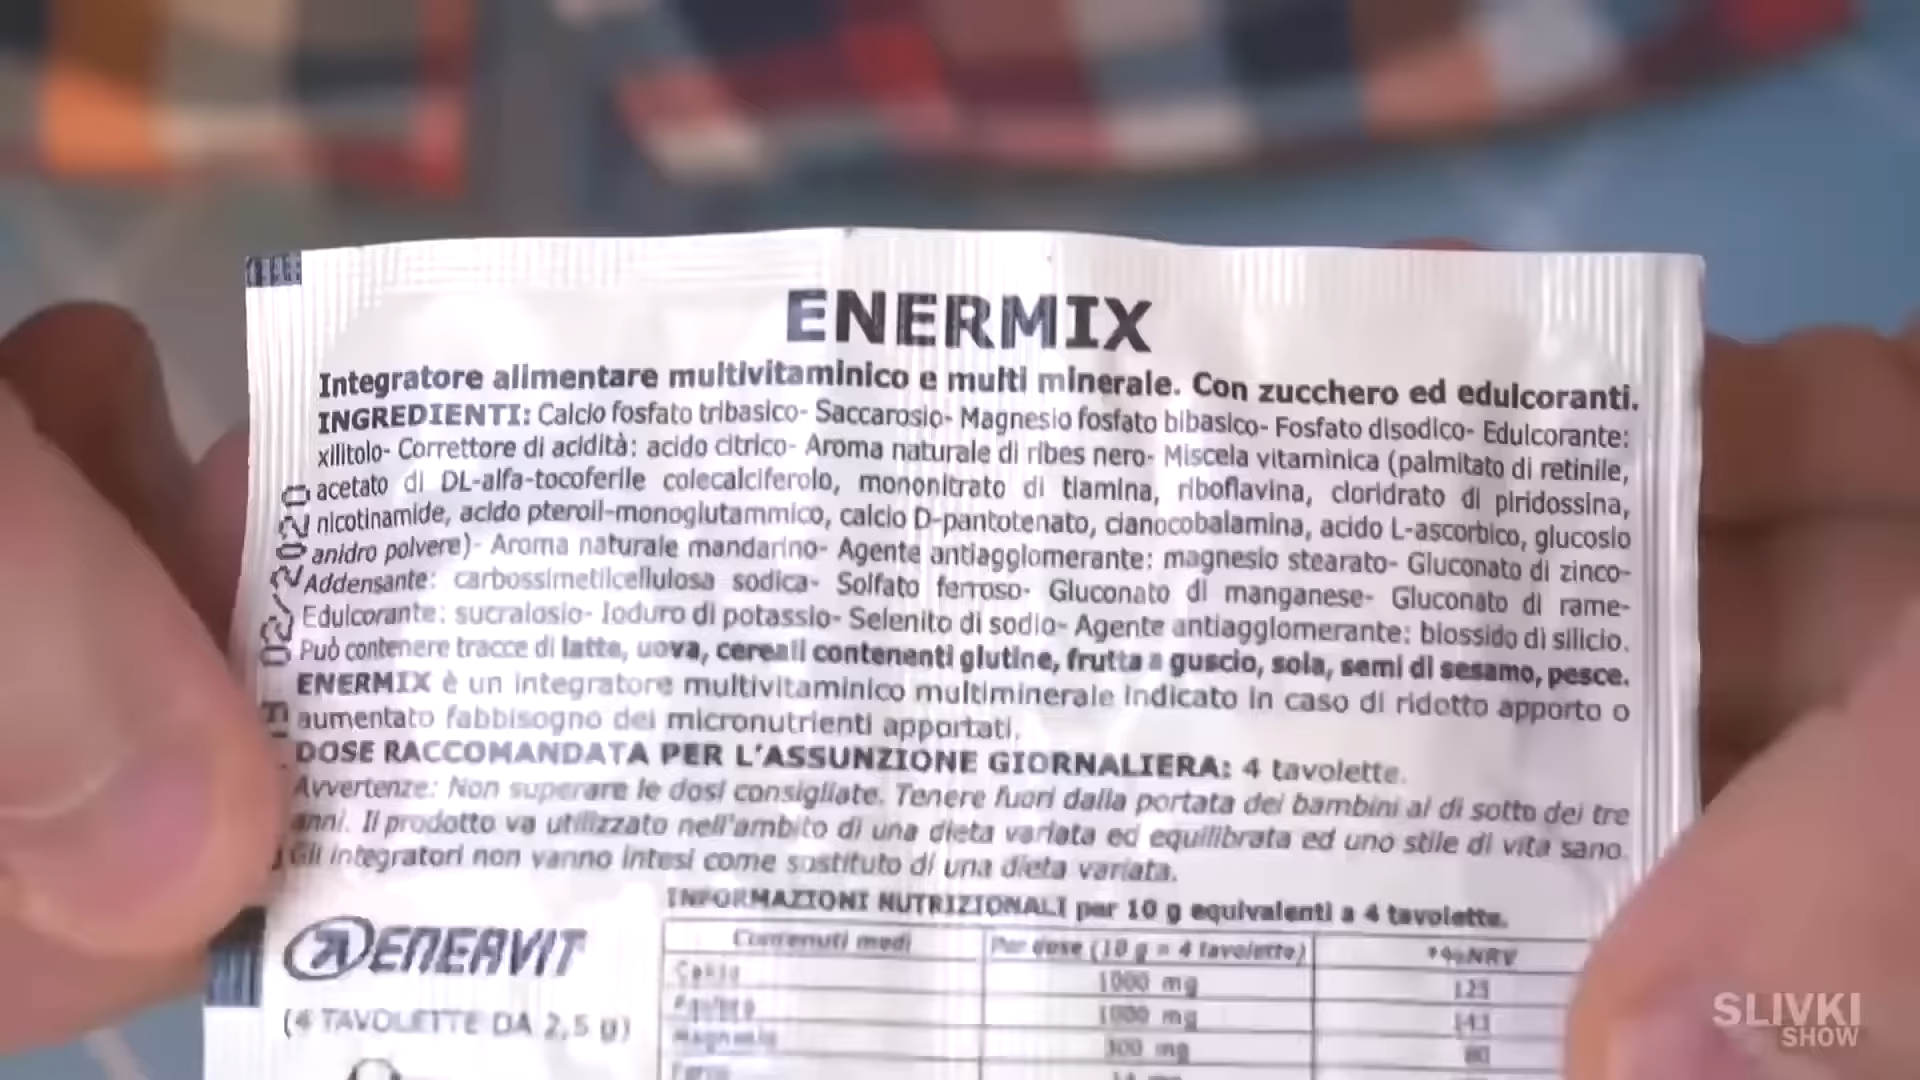 ENERMIX
Integratore alimentare multivitaminico e multi minerale. Con zucchero ed edulcoranti.
INGREDIENTI: Calcio fosfato tribasico- Saccarosio- Magnesio fosfato bibasico- Fosfato disodico- Edulcorante:
xilitolo- Correttore di acidità: acido citrico- Aroma naturale di ribes nero- Miscela vitaminica (palmitato di retinile,
acetato di DL-alfa-tocoferile colecalciferolo, mononitrato di tiamina, riboflavina, cloridrato di piridossina,
nicotinamide, acido pteroil-monoglutammico, calcio D-pantotenato, cianocobalamina, acido L-ascorbico, glucosio
anidro polvere)- Aroma naturale mandarino- Agente antiagglomerante: magnesio stearato- Gluconato di zinco-
Addensante: carbossimetilcellulosa sodica- Solfato ferroso- Gluconato di manganese- Gluconato di rame-
Edulcorante: sucralosio- Ioduro di potassio- Selenito di sodio- Agente antiagglomerante: biossido di silicio.
Può contenere tracce di latte, uova, cereali contenenti glutine, frutta a guscio, soia, semi di sesamo, pesce.
ENERMIX è un integratore multivitaminico multiminerale indicato in caso di ridotto apporto o
aumentato fabbisogno dei micronutrienti apportati.
DOSE RACCOMANDATA PER L'ASSUNZIONE GIORNALIERA: 4 tavolette.
Avvertenze: Non superare le dosi consigliate. Tenere fuori dalla portata dei bambini al di sotto dei tre
anni. Il prodotto va utilizzato nell'ambito di una dieta variata ed equilibrata ed uno stile di vita sano.
Gli integratori non vanno intesi come sostituto di una dieta variata.
02/2020
ENERVIT
(4 TAVOLETTE DA 2,5 g)
INFORMAZIONI NUTRIZIONALI per 10 g equivalenti a 4 tavolette.
Contenuti medi Per dose (10 g = 4 tavolette) *%NRV
Calcio 1000 mg 125
Fosforo 1000 mg 143
Magnesio 300 mg 80
SLIVKI
SHOW